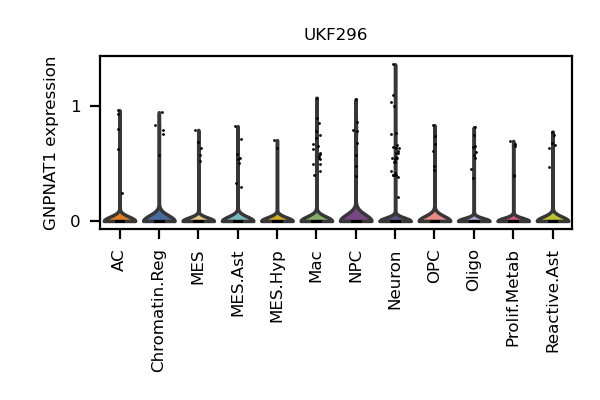 UKF296
GNPNAT1 expression
1
0
AC
Chromatin.Reg
MES
MES.Ast
MES.Hyp
Mac
NPC
Neuron
OPC
Oligo
Prolif.Metab
Reactive.Ast